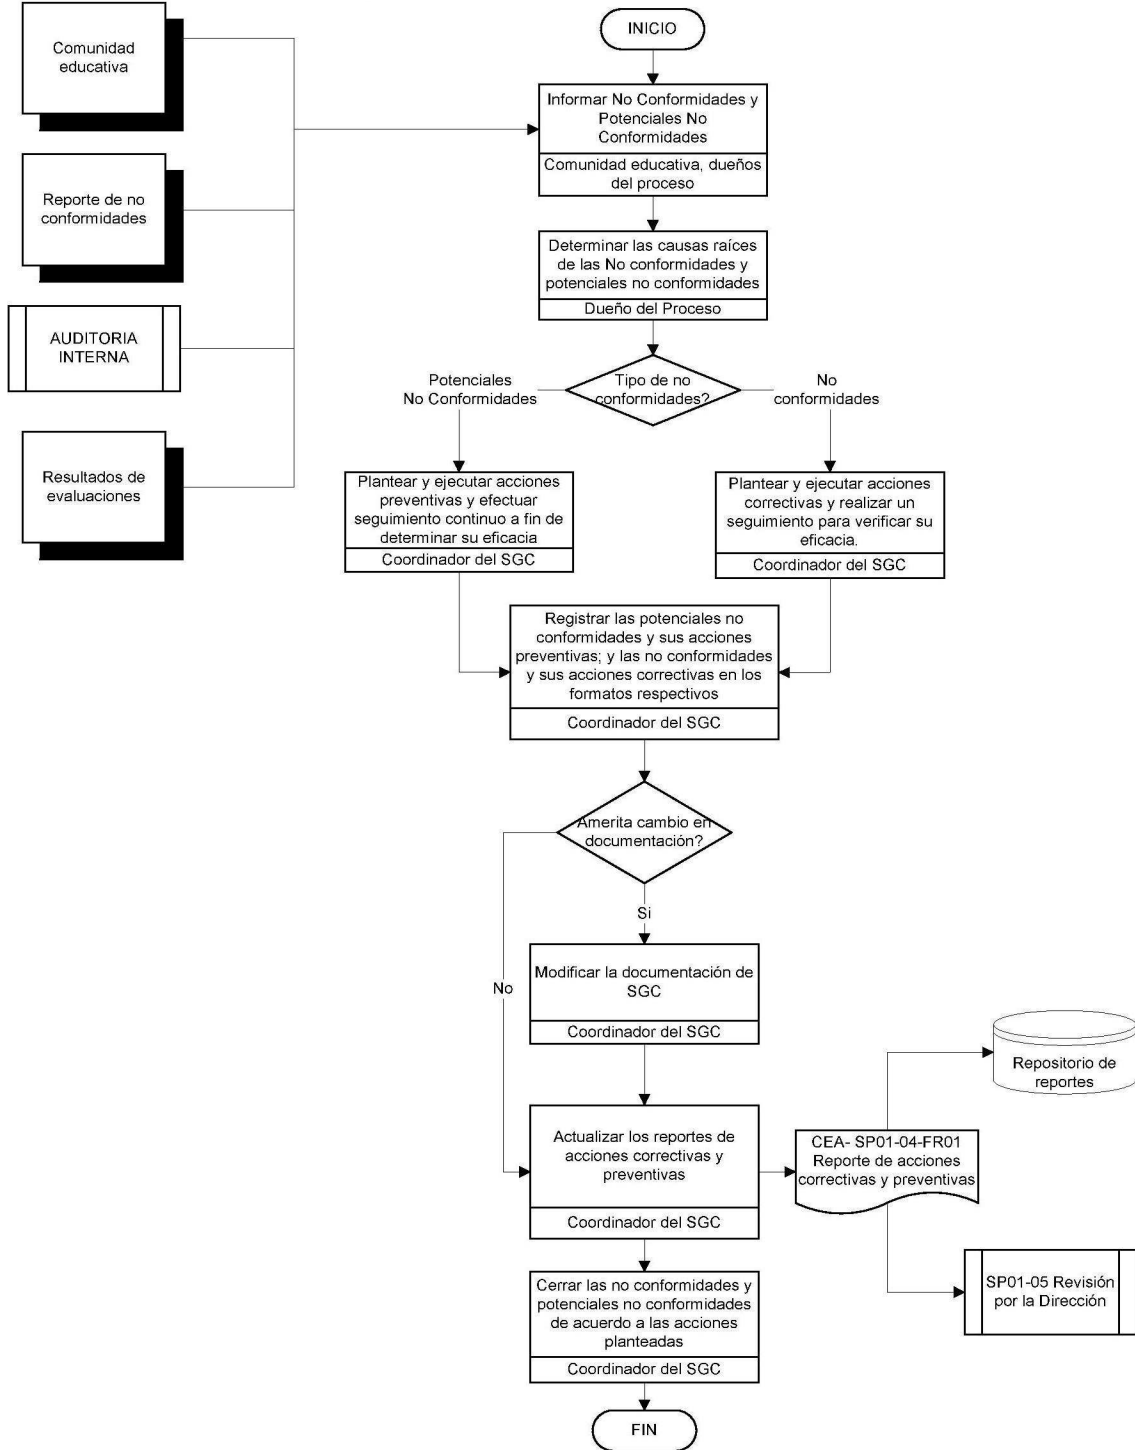 INICIO
Comunidad
educativa
Informar No Conformidades y
Potenciales No
Conformidades
Comunidad educativa, dueños
del proceso
Reporte de no
conformidades
Determinar las causas raíces
de las No conformidades y
potenciales no conformidades
Dueño del Proceso
AUDITORIA
INTERNA
Tipo de no
conformidades?
Potenciales
No Conformidades
No
conformidades
Resultados de
evaluaciones
Plantear y ejecutar acciones
preventivas y efectuar
seguimiento continuo a fin de
determinar su eficacia
Coordinador del SGC
Plantear y ejecutar acciones
correctivas y realizar un
seguimiento para verificar su
eficacia.
Coordinador del SGC
Registrar las potenciales no
conformidades y sus acciones
preventivas; y las no conformidades
y sus acciones correctivas en los
formatos respectivos
Coordinador del SGC
Amerita cambio en
documentación?
Si
No
Modificar la documentación de
SGC
Coordinador del SGC
Repositorio de
reportes
Actualizar los reportes de
acciones correctivas y
preventivas
Coordinador del SGC
CEA- SP01-04-FR01
Reporte de acciones
correctivas y preventivas
SP01-05 Revisión
por la Dirección
Cerrar las no conformidades y
potenciales no conformidades
de acuerdo a las acciones
planteadas
Coordinador del SGC
FIN